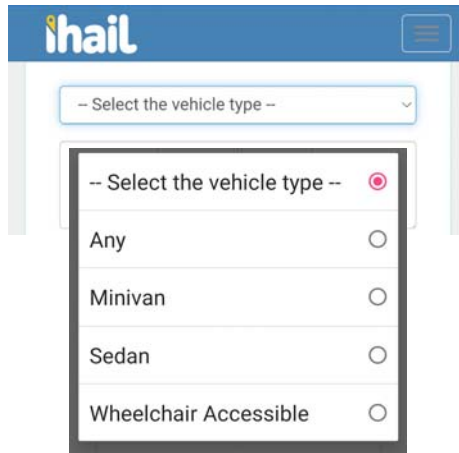 ihail
-- Select the vehicle type --
-- Select the vehicle type --
Any
Minivan
Sedan
Wheelchair Accessible